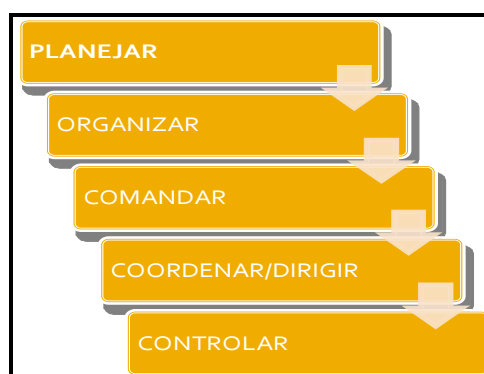 PLANEJAR
ORGANIZAR
COMANDAR
COORDENAR/DIRIGIR
CONTROLAR